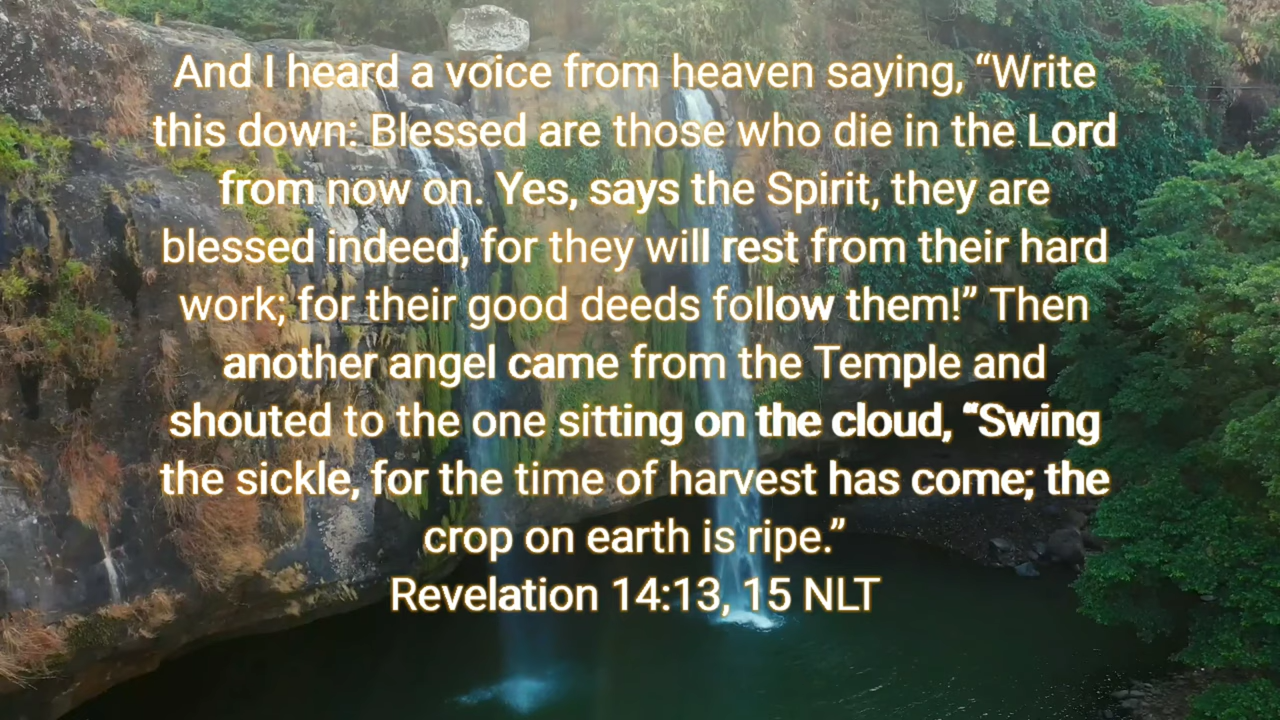 And I heard a voice from heaven saying, “Write
this down: Blessed are those who die in the Lord
from now on. Yes, says the Spirit, they are
blessed indeed, for they will rest from their hard
work; for their good deeds follow them!” Then
another angel came from the Temple and
shouted to the one sitting on the cloud, “Swing
the sickle, for the time of harvest has come; the
crop on earth is ripe.”
Revelation 14:13, 15 NLT